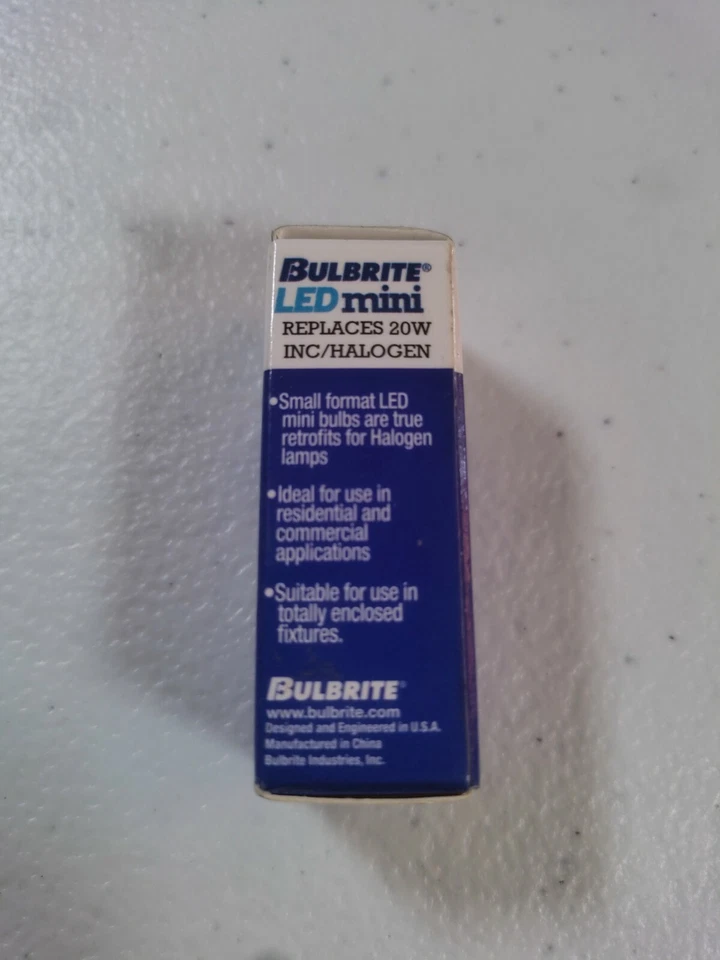 BULBRITE®
LED mini
REPLACES 20W
INC/HALOGEN
•Small format LED
mini bulbs are true
retrofits for Halogen
lamps
•Ideal for use in
residential and
commercial
applications
•Suitable for use in
totally enclosed
fixtures.
BULBRITE®
www.bulbrite.com
Designed and Engineered in U.S.A.
Manufactured in China
Bulbrite Industries, Inc.